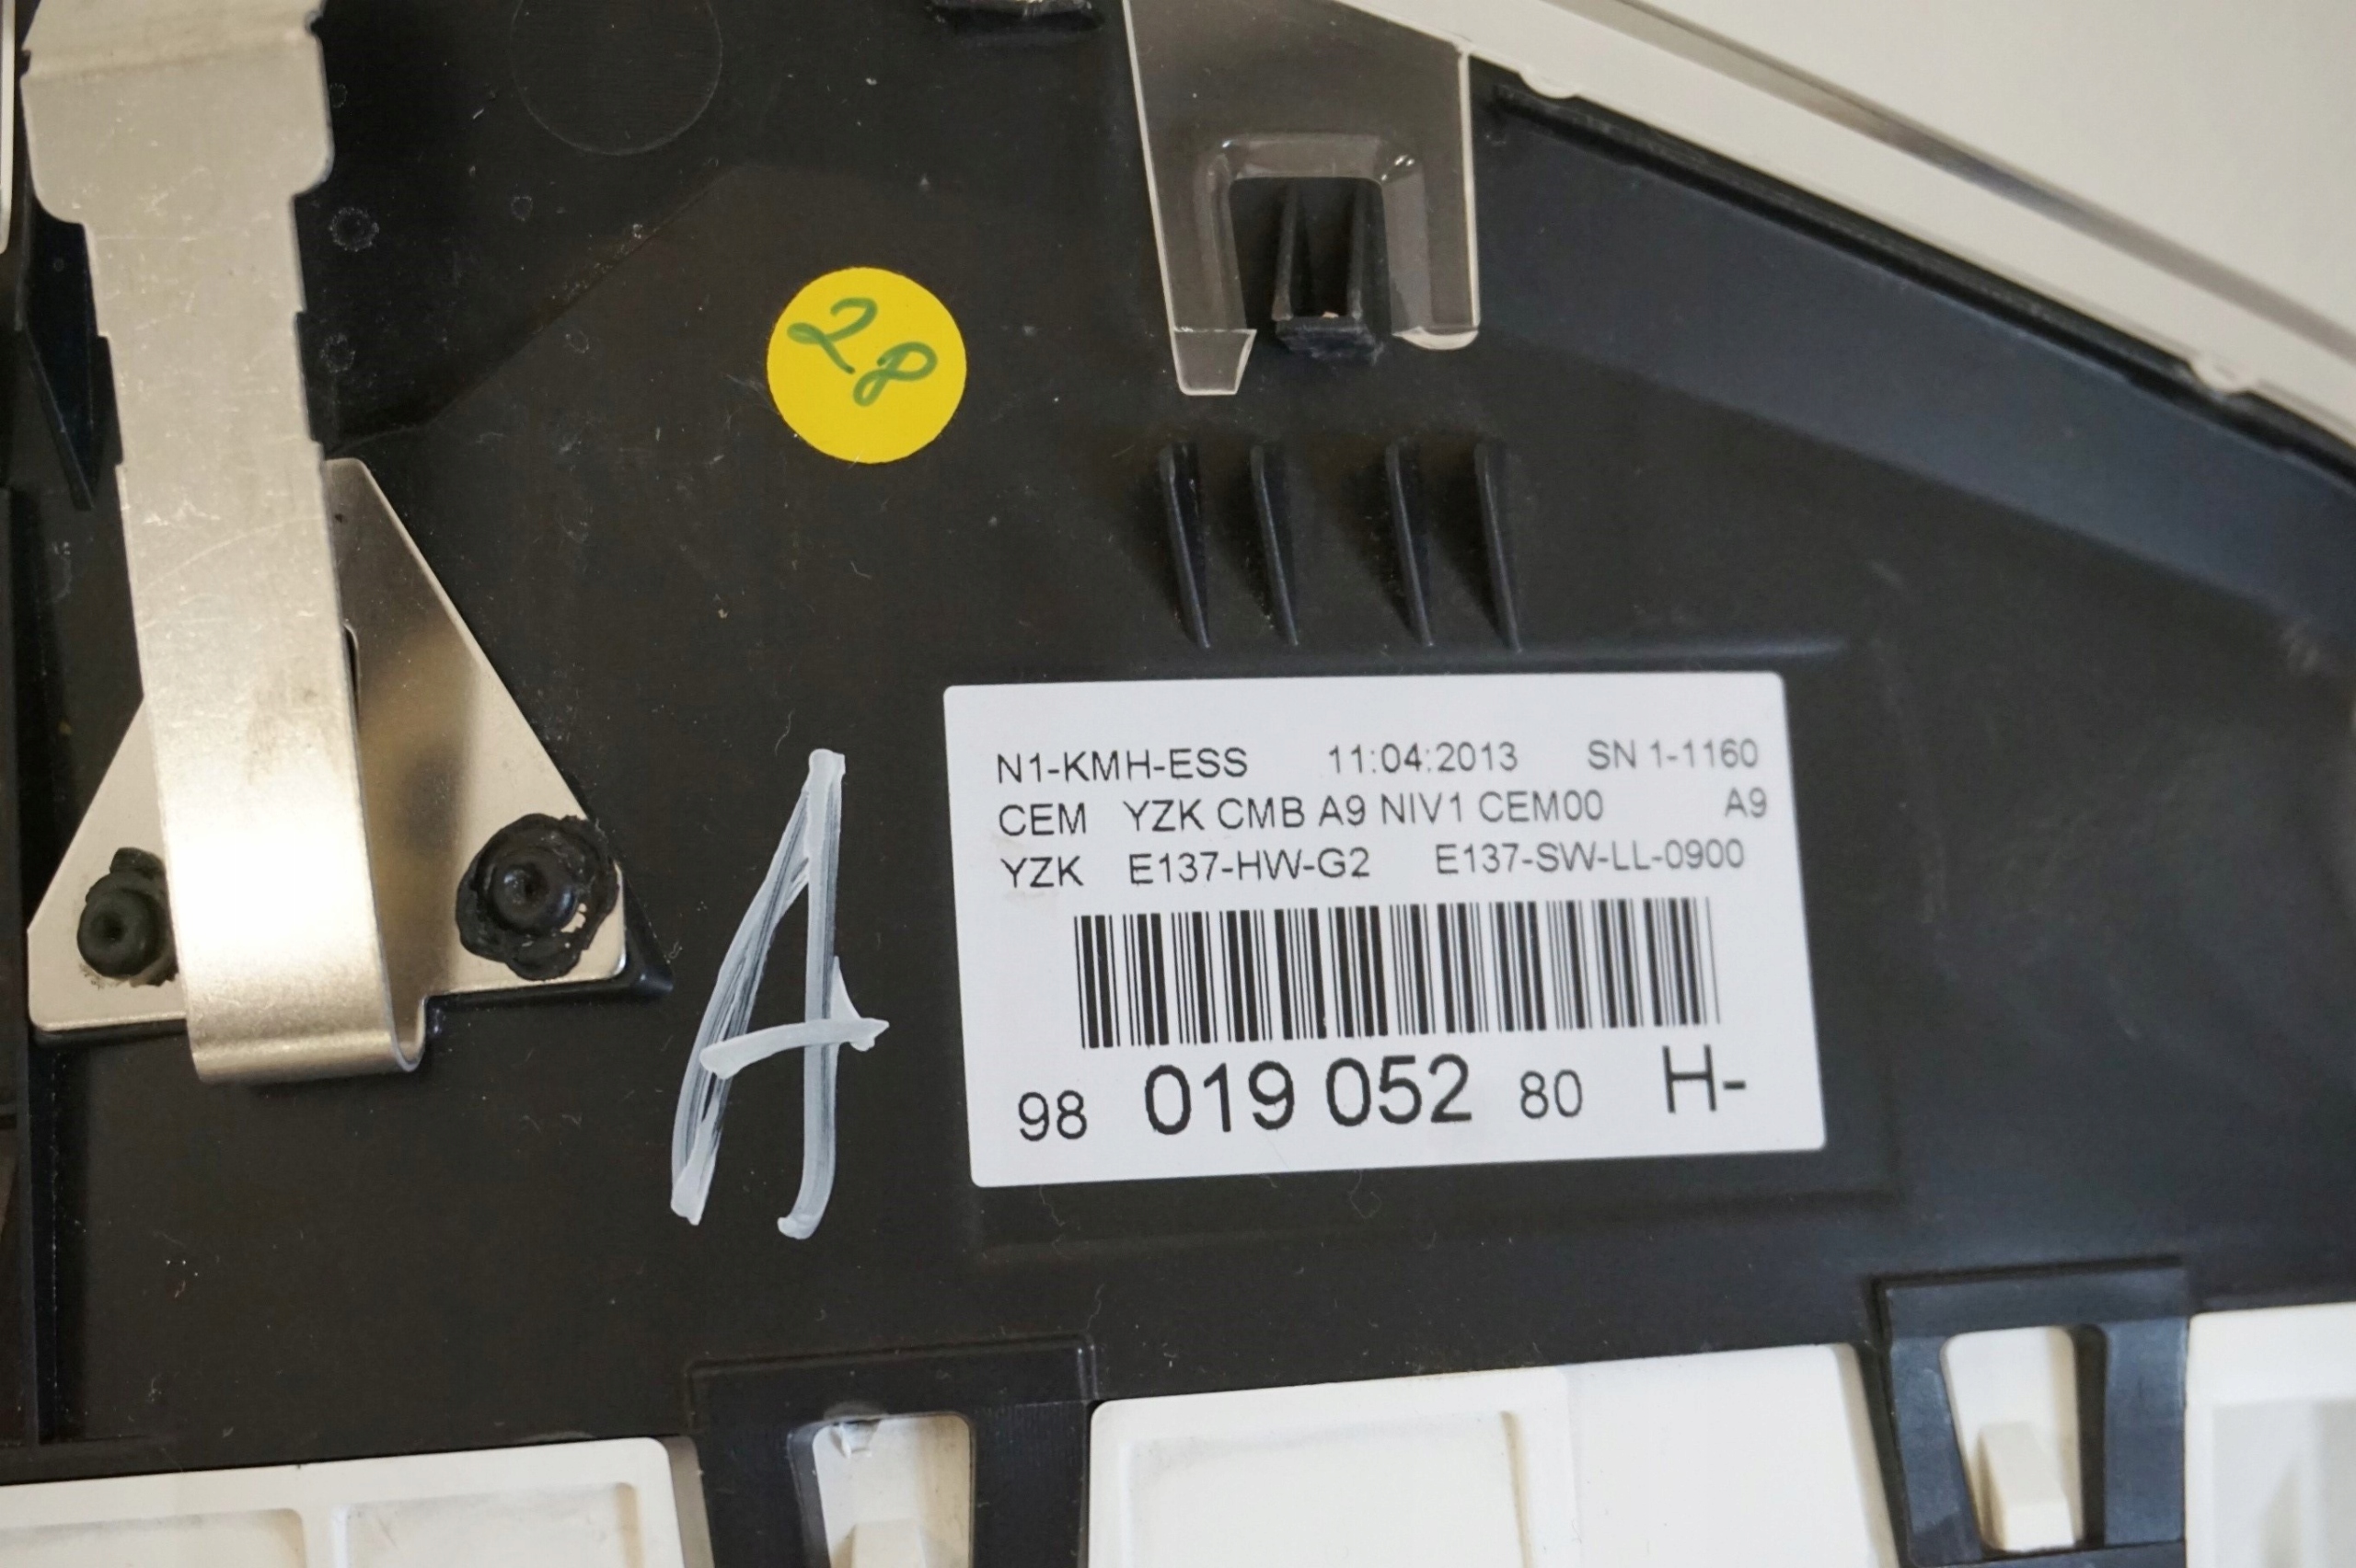 28
A
N1-KMH-ESS 11:04:2013 SN 1-1160
CEM YZK CMB A9 NIV1 CEM00 A9
YZK E137-HW-G2 E137-SW-LL-0900
98 019 052 80 H-